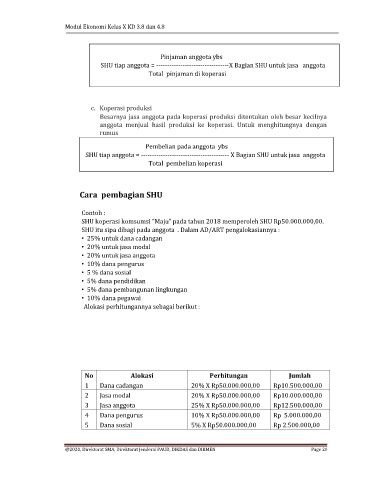 Modul Ekonomi Kelas X KD 3.8 dan 4.8
Pinjaman anggota ybs
SHU tiap anggota = --------------------------------X Bagian SHU untuk jasa anggota
Total pinjaman di koperasi
c. Koperasi produksi
Besarnya jasa anggota pada koperasi produksi ditentukan oleh besar kecilnya
anggota menjual hasil produksi ke koperasi. Untuk menghitungnya dengan
rumus
Pembelian pada anggota ybs
SHU tiap anggota = --------------------------------------- X Bagian SHU untuk jasa anggota
Total pembelian koperasi
Cara pembagian SHU
Contoh :
SHU koperasi komsumsi "Maju" pada tahun 2018 memperoleh SHU Rp50.000.000,00.
SHU itu sipa dibagi pada anggota . Dalam AD/ART pengalokasiannya :
• 25% untuk dana cadangan
• 20% untuk jasa modal
• 20% untuk jasa anggota
• 10% dana pengurus
• 5 % dana sosial
• 5% dana pendidikan
• 5% dana pembangunan lingkungan
• 10% dana pegawai
Alokasi perhitungannya sebagai berikut :
No Alokasi Perhitungan Jumlah
1 Dana cadangan 20% X Rp50.000.000,00 Rp10.500.000,00
2 Jasa modal 20% X Rp50.000.000,00 Rp10.000.000,00
3 Jasa anggota 25% X Rp50.000.000,00 Rp12.500.000,00
4 Dana pengurus 10% X Rp50.000.000,00 Rp 5.000.000,00
5 Dana sosial 5% X Rp50.000.000,00 Rp 2.500.000,00
@2020, Direktorat SMA, Direktorat Jenderal PAUD, DIKDAS dan DIKMEN Page 20